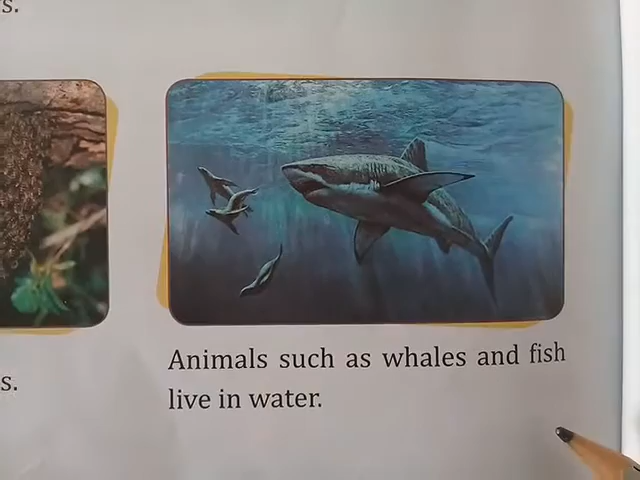 s.
s.
Animals such as whales and fish
live in water.